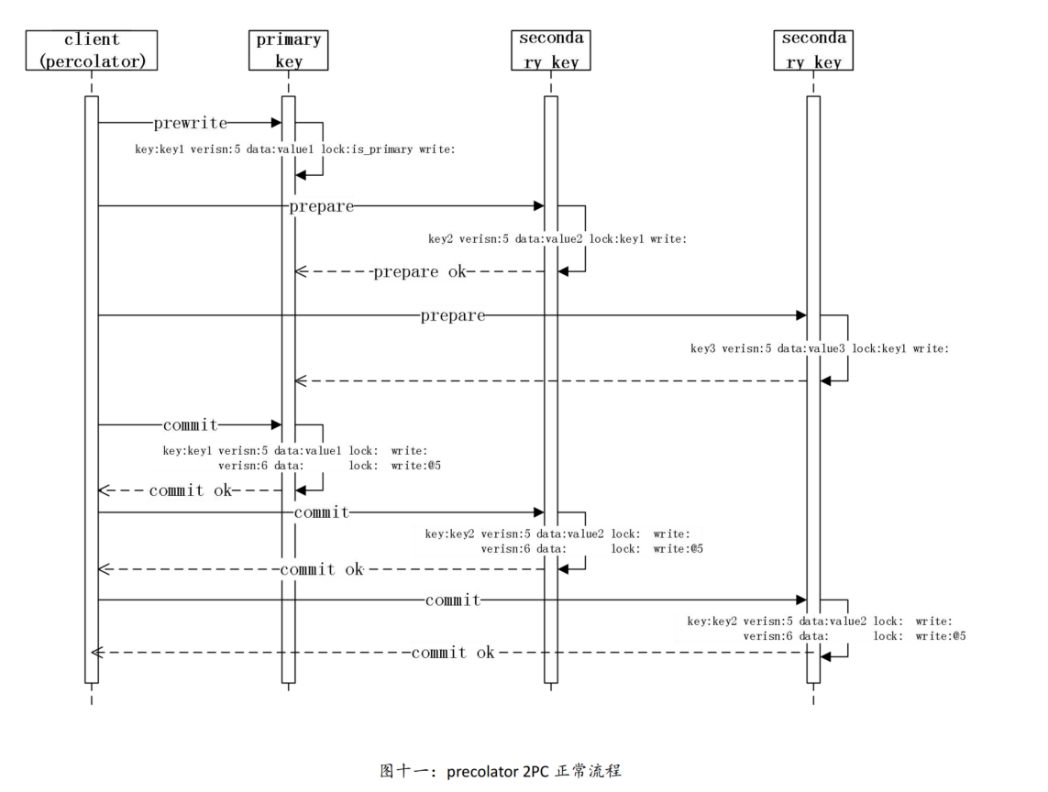 client
(percolator)
primary
key
seconda
ry key
seconda
ry key
prewrite
key:key1 verisn:5 data:value1 lock:is_primary write:
prepare
key2 verisn:5 data:value2 lock:key1 write:
prepare ok
prepare
key3 verisn:5 data:value3 lock:key1 write:
commit
key:key1 verisn:5 data:value1 lock: write:
verisn:6 data: lock: write:@5
commit ok
commit
key:key2 verisn:5 data:value2 lock: write:
verisn:6 data: lock: write:@5
commit ok
commit
key:key2 verisn:5 data:value2 lock: write:
verisn:6 data: lock: write:@5
commit ok
图十一：precolator 2PC 正常流程